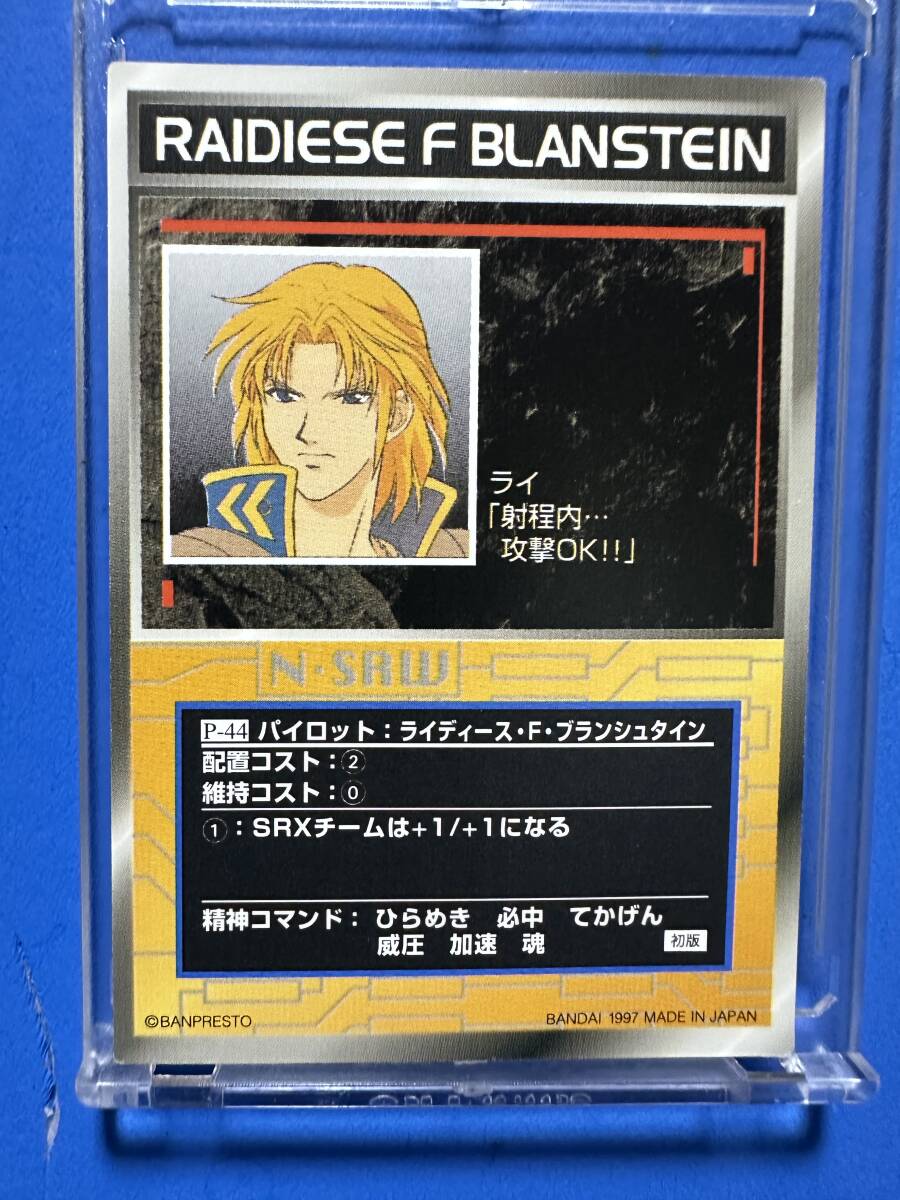 RAIDIESE F BLANSTEIN
ライ
「射程内…
攻撃OK!!」
N・SRW
P-44 パイロット：ライディース・F・ブランシュタイン
配置コスト：②
維持コスト：⓪
①：SRXチームは+1/+1になる
精神コマンド： ひらめき 必中 てかげん
威圧 加速 魂
初版
©BANPRESTO
BANDAI 1997 MADE IN JAPAN